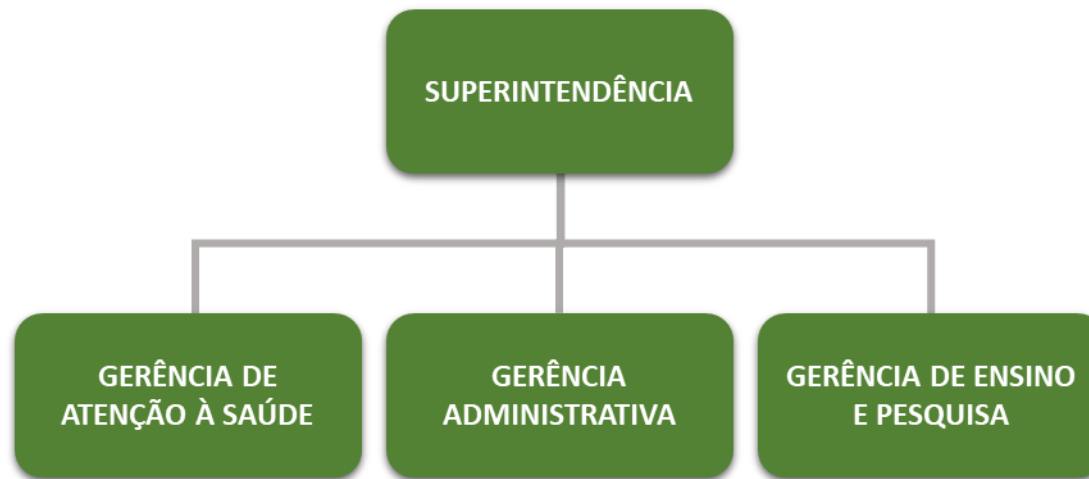 SUPERINTENDÊNCIA
GERÊNCIA DE
ATENÇÃO À SAÚDE
GERÊNCIA
ADMINISTRATIVA
GERÊNCIA DE ENSINO
E PESQUISA